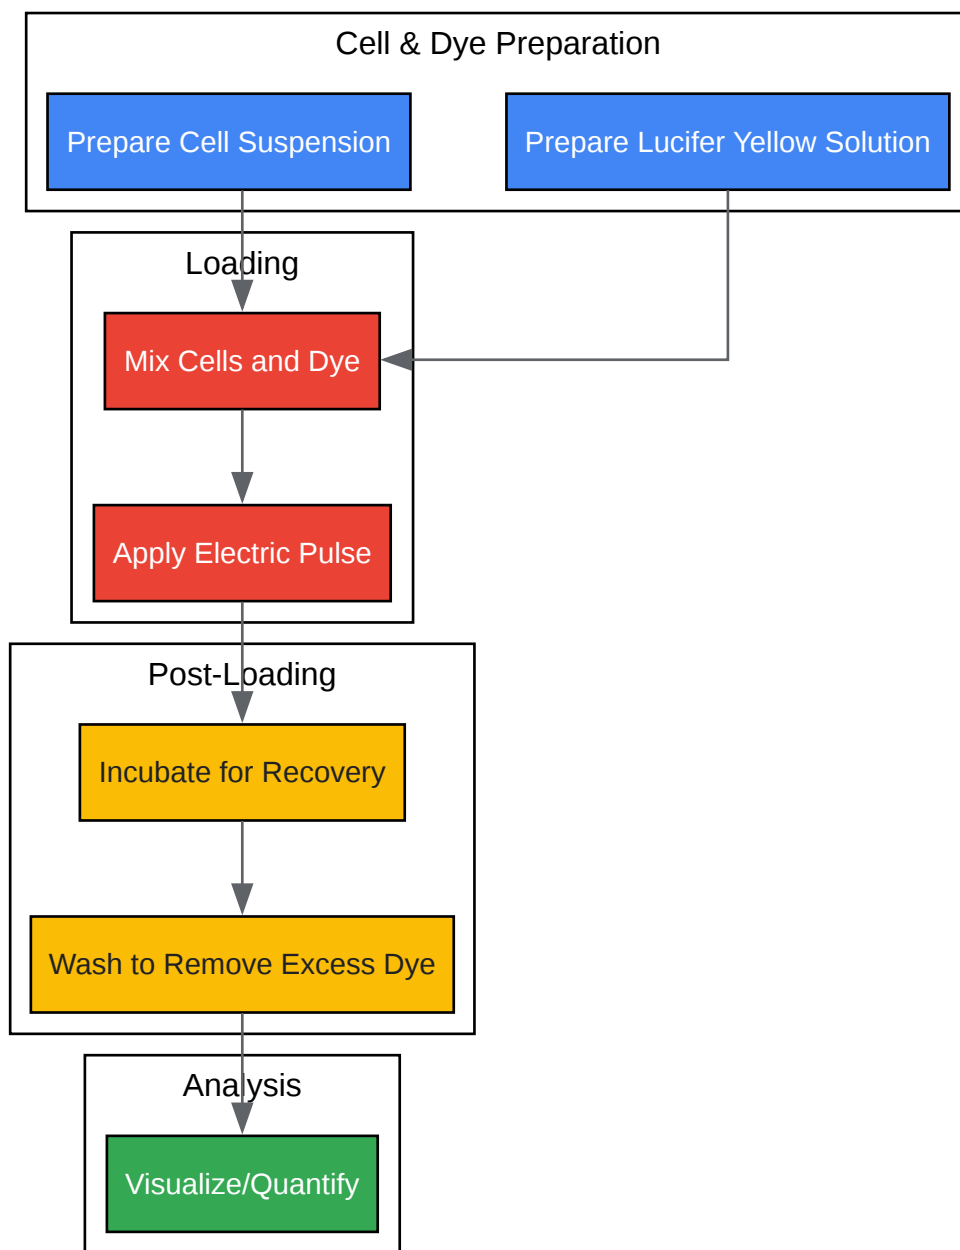 Cell & Dye Preparation
Prepare Cell Suspension
Prepare Lucifer Yellow Solution
Loading
Mix Cells and Dye
Apply Electric Pulse
Post-Loading
Incubate for Recovery
Wash to Remove Excess Dye
Analysis
Visualize/Quantify